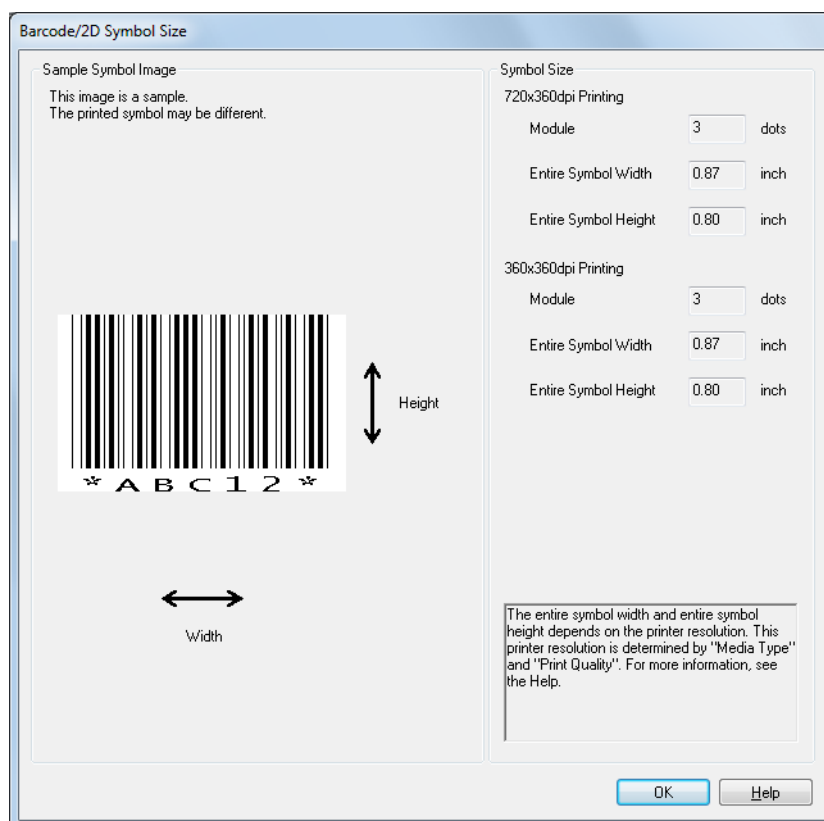 Barcode/2D Symbol Size
Sample Symbol Image
This image is a sample.
The printed symbol may be different.
*ABC12*
Height
Width
Symbol Size
720x360dpi Printing
Module 3 dots
Entire Symbol Width 0.87 inch
Entire Symbol Height 0.80 inch
360x360dpi Printing
Module 3 dots
Entire Symbol Width 0.87 inch
Entire Symbol Height 0.80 inch
The entire symbol width and entire symbol
height depends on the printer resolution. This
printer resolution is determined by "Media Type"
and "Print Quality". For more information, see
the Help.
OK Help